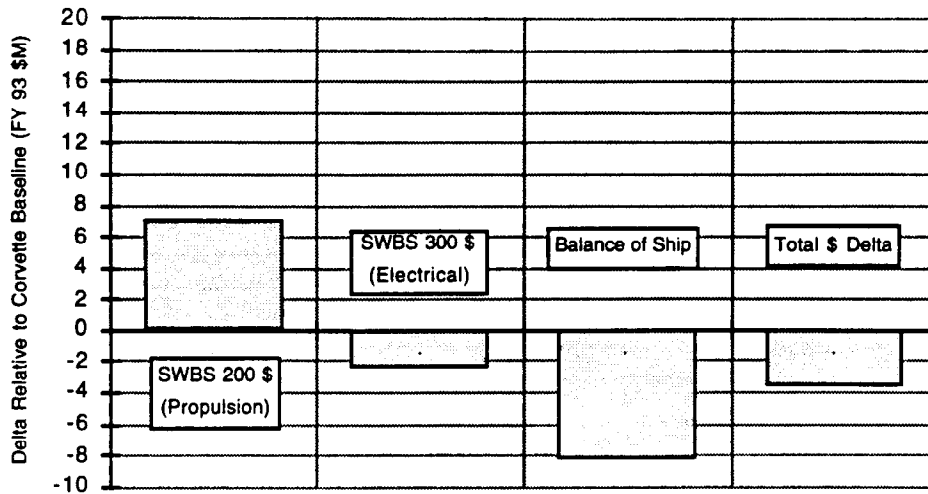 Delta Relative to Corvette Baseline (FY 93 $M)
20
18
16
14
12
10
8
6
4
2
0
-2
-4
-6
-8
-10
SWBS 200 $
(Propulsion)
SWBS 300 $
(Electrical)
Balance of Ship
Total $ Delta